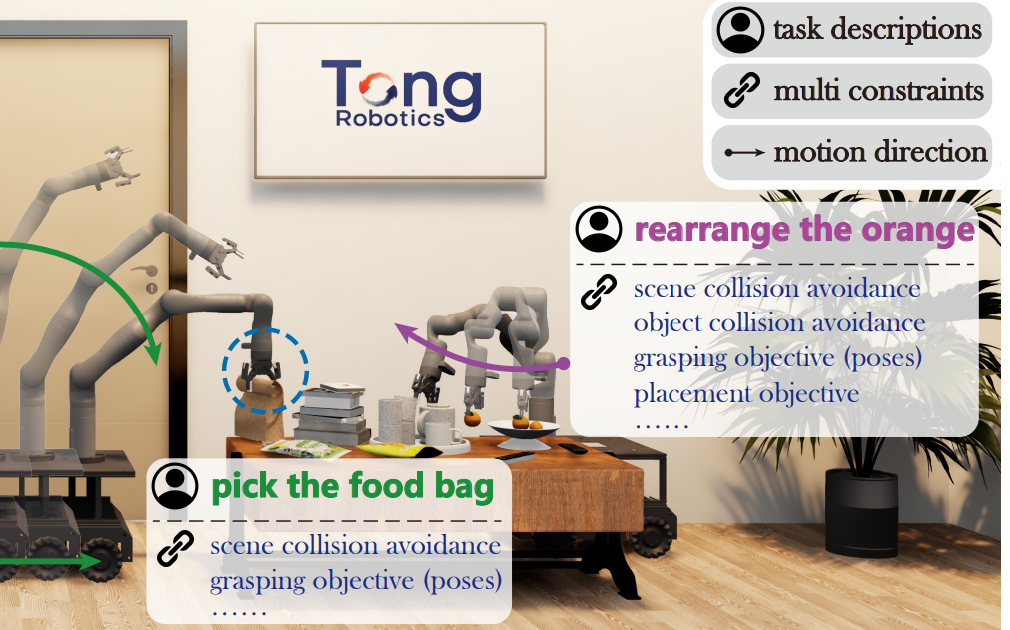 Tong
Robotics
task descriptions
multi constraints
motion direction
rearrange the orange
scene collision avoidance
object collision avoidance
grasping objective (poses)
placement objective
......
pick the food bag
scene collision avoidance
grasping objective (poses)
......